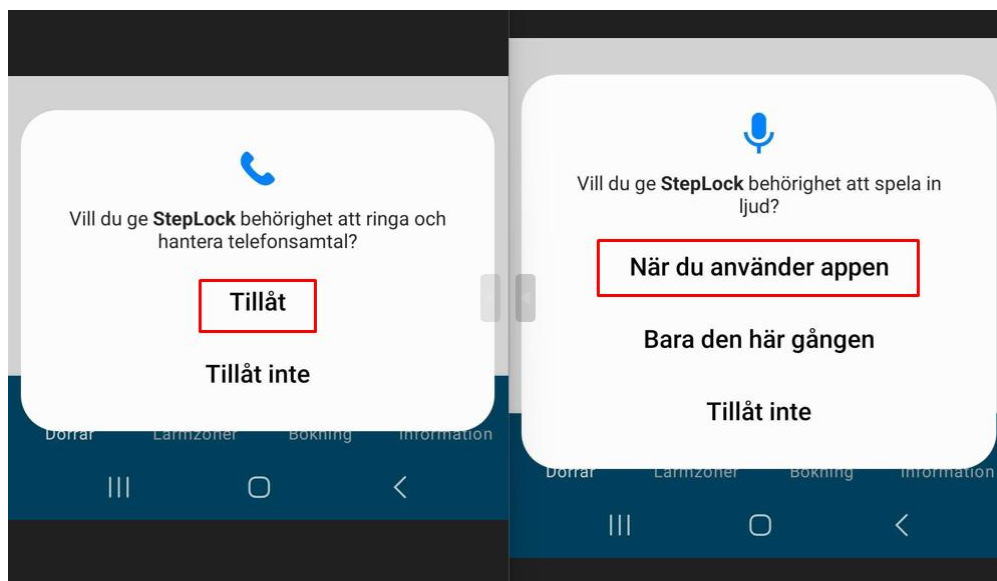 Vill du ge StepLock behörighet att ringa och
hantera telefonsamtal?
Tillåt
Tillåt inte
Dörrar Larmzoner Bokning Information
Vill du ge StepLock behörighet att spela in
ljud?
När du använder appen
Bara den här gången
Tillåt inte
Dörrar Larmzoner Bokning Information